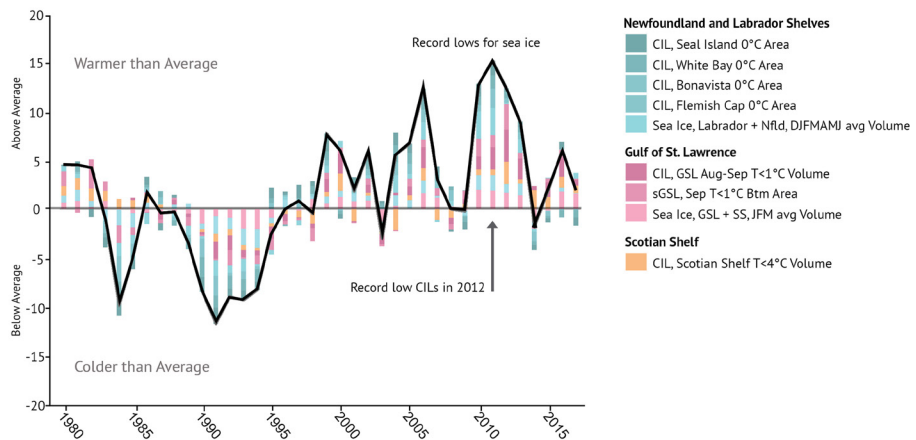 20
15
10
5
0
-5
-10
-15
-20
Above Average
Below Average
Warmer than Average
Record lows for sea ice
Record low CILs in 2012
Colder than Average
1980
1985
1990
1995
2000
2005
2010
2015
Newfoundland and Labrador Shelves
CIL, Seal Island 0°C Area
CIL, White Bay 0°C Area
CIL, Bonavista 0°C Area
CIL, Flemish Cap 0°C Area
Sea Ice, Labrador + Nfld, DJFMAMJ avg Volume
Gulf of St. Lawrence
CIL, GSL Aug-Sep T<1°C Volume
sGSL, Sep T<1°C Btm Area
Sea Ice, GSL + SS, JFM avg Volume
Scotian Shelf
CIL, Scotian Shelf T<4°C Volume